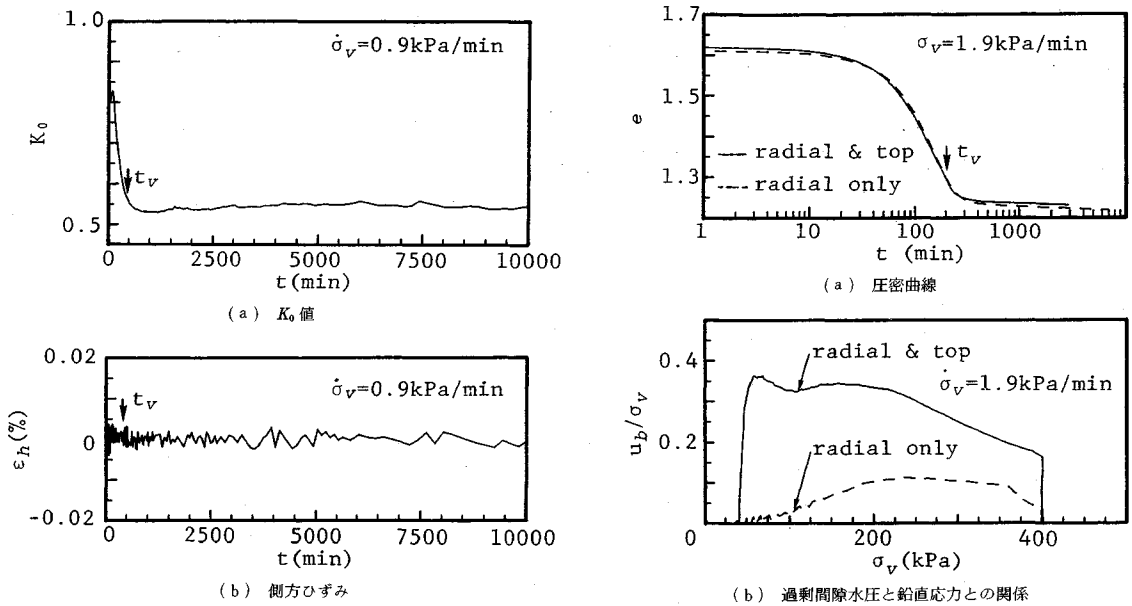 1.0
σ̇v=0.9kPa/min
K₀
tv
0.5
0 2500 5000 7500 10000
t(min)
(a) K₀値
0.02
σ̇v=0.9kPa/min
tv
εh(%)
0
-0.02
0 2500 5000 7500 10000
t(min)
(b) 側方ひずみ
1.7
σv=1.9kPa/min
1.5
e
radial & top
tv
radial only
1.3
1 10 100 1000
t (min)
(a) 圧密曲線
radial & top
0.4
σ̇v=1.9kPa/min
ub/σv
0.2
radial only
0
0 200 400
σv(kPa)
(b) 過剰間隙水圧と鉛直応力との関係